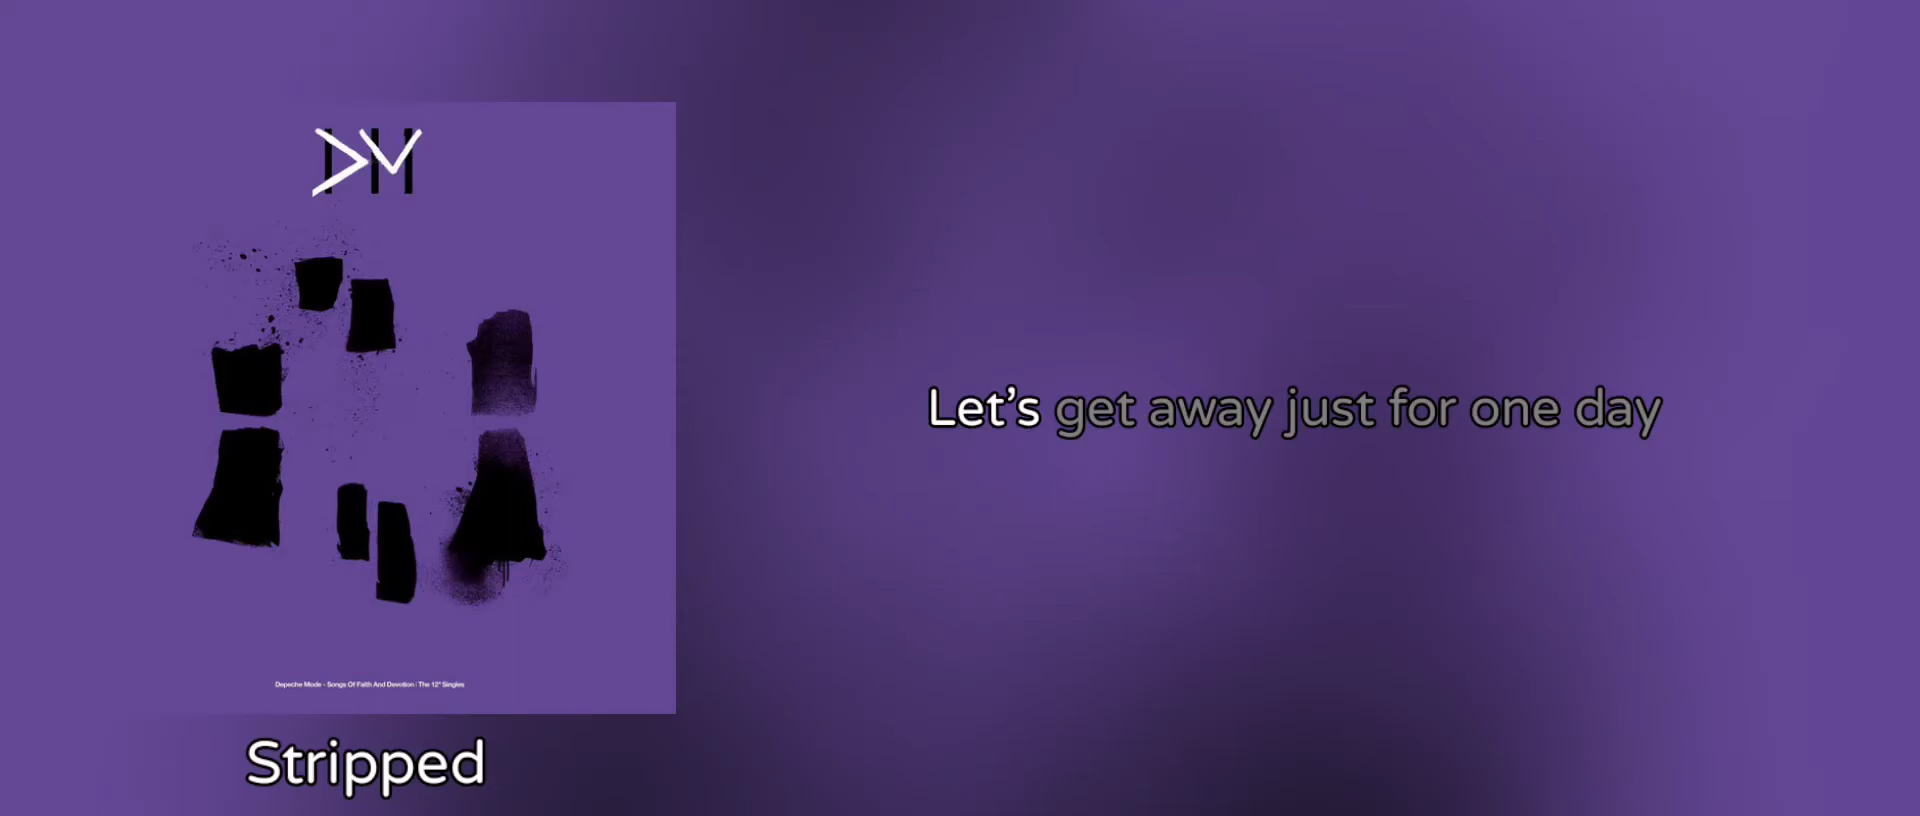 DM
Depeche Mode - Songs Of Faith And Devotion | The 12" Singles
Stripped
Let’s get away just for one day